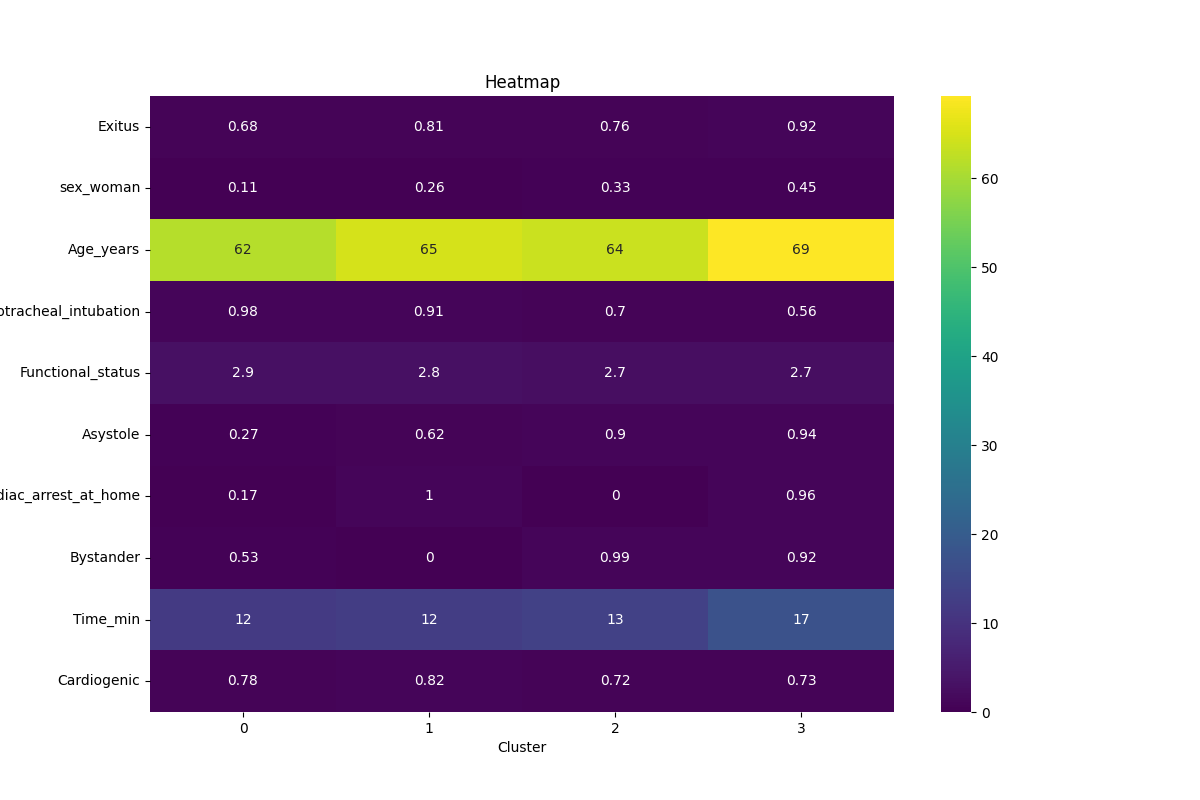 Heatmap
Exitus 0.68 0.81 0.76 0.92
sex_woman 0.11 0.26 0.33 0.45
Age_years 62 65 64 69
otracheal_intubation 0.98 0.91 0.7 0.56
Functional_status 2.9 2.8 2.7 2.7
Asystole 0.27 0.62 0.9 0.94
diac_arrest_at_home 0.17 1 0 0.96
Bystander 0.53 0 0.99 0.92
Time_min 12 12 13 17
Cardiogenic 0.78 0.82 0.72 0.73
0 1 2 3
Cluster
60
50
40
30
20
10
0